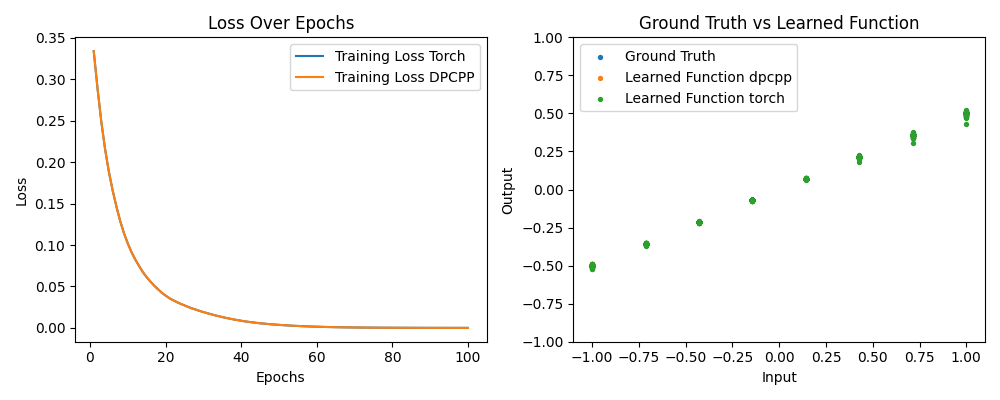 Loss Over Epochs
0.35
0.30
0.25
0.20
0.15
0.10
0.05
0.00
Loss
0
20
40
60
80
100
Epochs
Training Loss Torch
Training Loss DPCPP
Ground Truth vs Learned Function
1.00
0.75
0.50
0.25
0.00
−0.25
−0.50
−0.75
−1.00
Output
−1.00
−0.75
−0.50
−0.25
0.00
0.25
0.50
0.75
1.00
Input
Ground Truth
Learned Function dpcpp
Learned Function torch